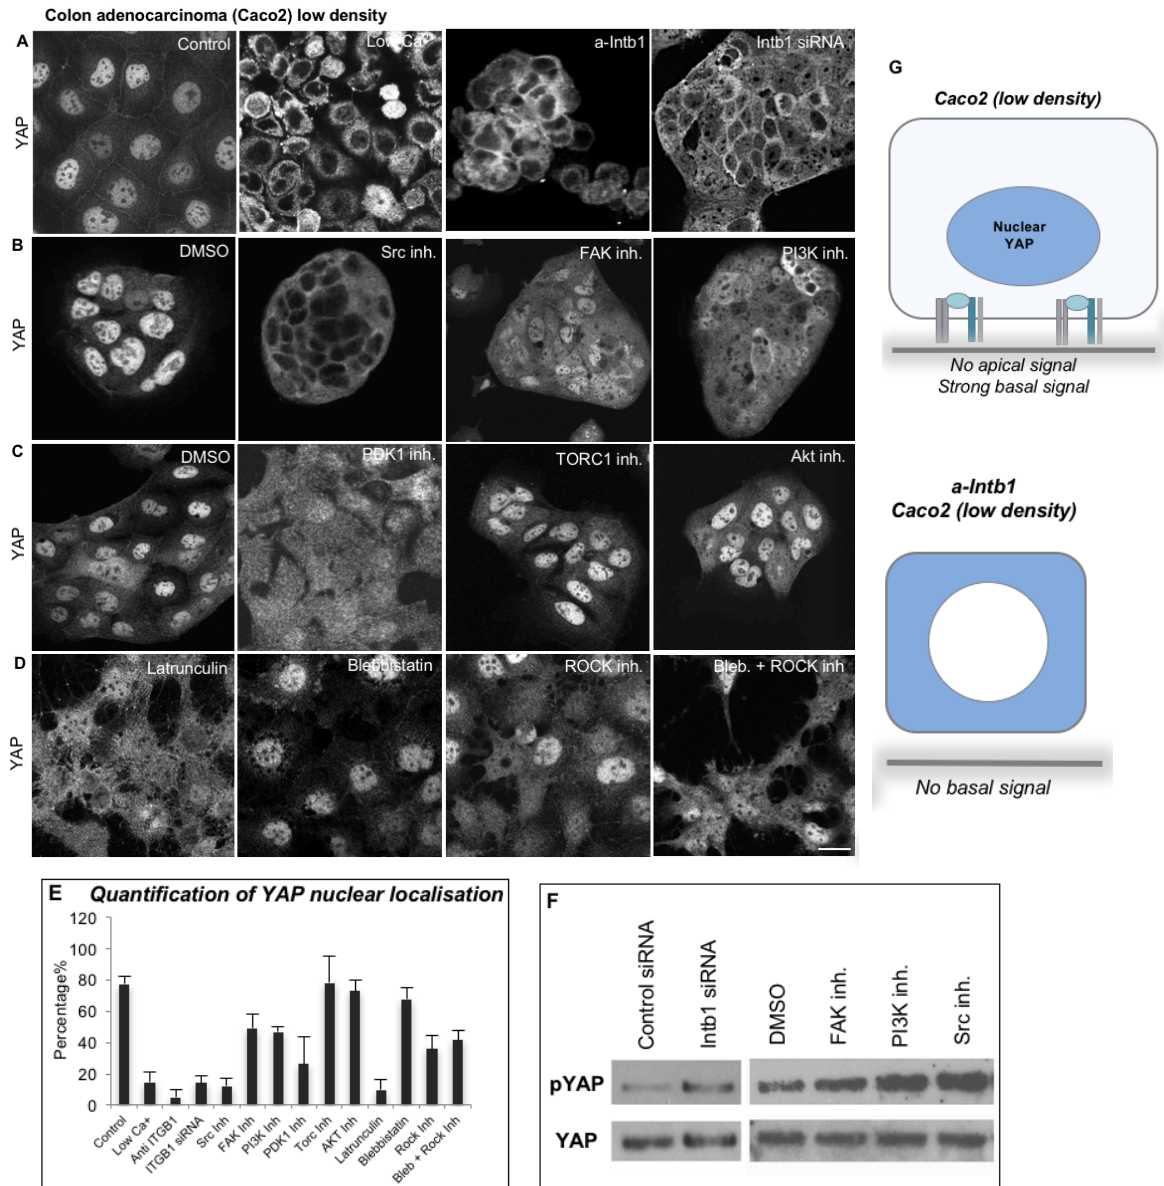 Colon adenocarcinoma (Caco2) low density
A
Control
Low Ca²⁺
a-Intb1
Intb1 siRNA
YAP
B
DMSO
Src inh.
FAK inh.
PI3K inh.
YAP
C
DMSO
PDK1 inh.
TORC1 inh.
Akt inh.
YAP
D
Latrunculin
Blebbistatin
ROCK inh.
Bleb. + ROCK inh
YAP
G
Caco2 (low density)
Nuclear
YAP
No apical signal
Strong basal signal
a-Intb1
Caco2 (low density)
No basal signal
E Quantification of YAP nuclear localisation
Percentage%
120
100
80
60
40
20
0
Control
Low Ca+
Anti ITGB1
ITGB1 siRNA
Src Inh
FAK Inh
PI3K Inh
PDK1 Inh
Torc Inh
AKT Inh
Latrunculin
Blebbistatin
Rock Inh
Bleb + Rock Inh
F
Control siRNA
Intb1 siRNA
DMSO
FAK inh.
PI3K inh.
Src inh.
pYAP
YAP